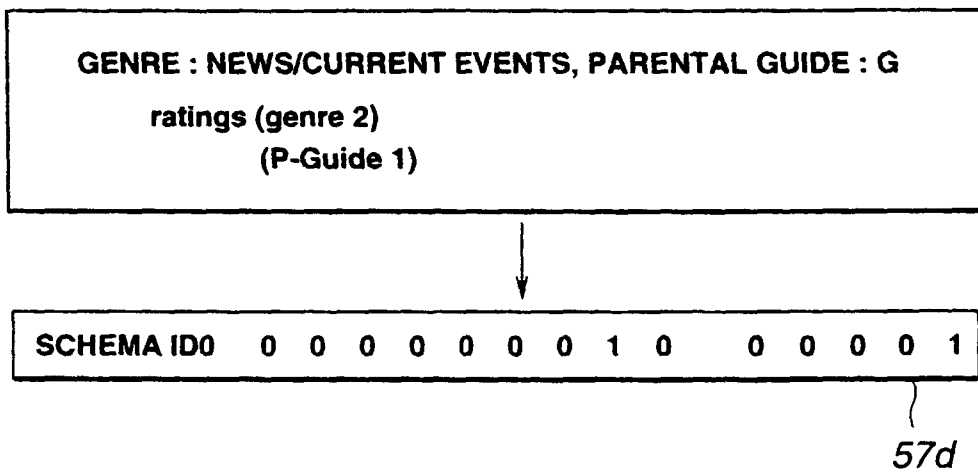 GENRE : NEWS/CURRENT EVENTS, PARENTAL GUIDE : G
ratings (genre 2)
(P-Guide 1)
SCHEMA ID0 0 0 0 0 0 0 0 1 0 0 0 0 0 1
57d